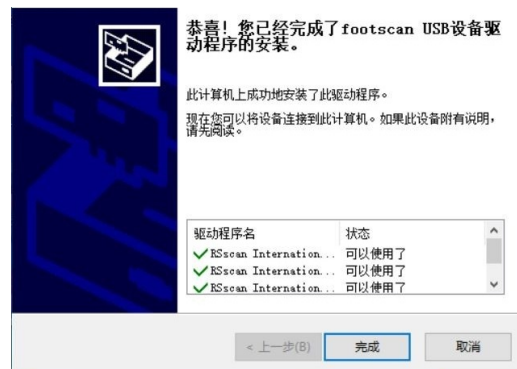 恭喜！您已经完成了footscan USB设备驱
动程序的安装。
此计算机上成功地安装了此驱动程序。
现在您可以将设备连接到此计算机。如果此设备附有说明，
请先阅读。
驱动程序名 状态
RSscan Internation... 可以使用了
RSscan Internation... 可以使用了
RSscan Internation... 可以使用了
< 上一步(B) 完成 取消